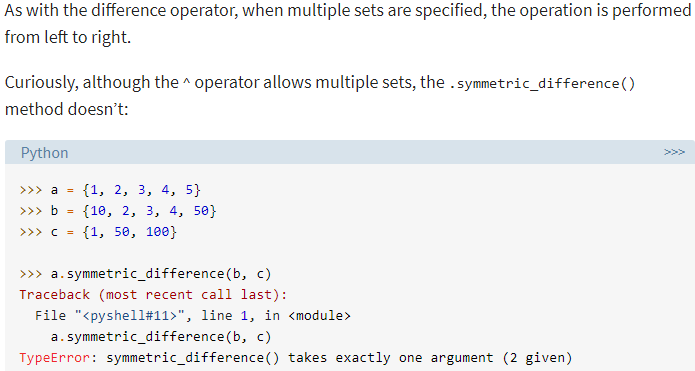 As with the difference operator, when multiple sets are specified, the operation is performed
from left to right.
Curiously, although the ^ operator allows multiple sets, the .symmetric_difference()
method doesn't:
Python >>>
>>> a = {1, 2, 3, 4, 5}
>>> b = {10, 2, 3, 4, 50}
>>> c = {1, 50, 100}
>>> a.symmetric_difference(b, c)
Traceback (most recent call last):
  File "<pyshell#11>", line 1, in <module>
    a.symmetric_difference(b, c)
TypeError: symmetric_difference() takes exactly one argument (2 given)